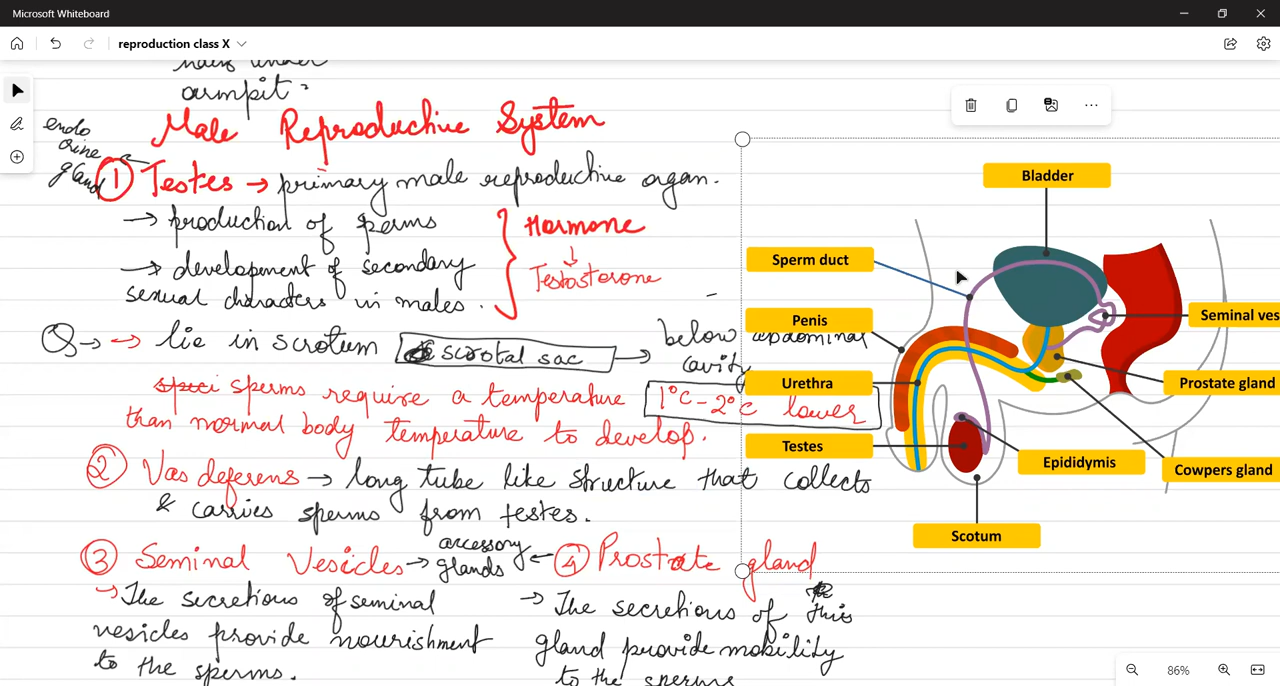 Microsoft Whiteboard
reproduction class X
hair under
armpit
Male Reproductive System
endo
crine
gland
① Testes → primary male reproductive organ.
→ production of sperms
→ development of secondary
sexual characters in males.
Hormone
↓
Testosterone
Q → → lie in scrotum
scrotal sac →
below abdominal
cavity
sperms require a temperature 1°C - 2°C lower
than normal body temperature to develop.
② Vas deferens → long tube like structure that collects
& carries sperms from testes.
③ Seminal Vesicles → accessory
glands ← ④ Prostate gland
→ The secretions of seminal
vesicles provide nourishment
to the sperms.
→ The secretions of this
gland provide mobility
to the sperms
Bladder
Sperm duct
Penis
Urethra
Testes
Scotum
Epididymis
Seminal ves
Prostate gland
Cowpers gland
86%